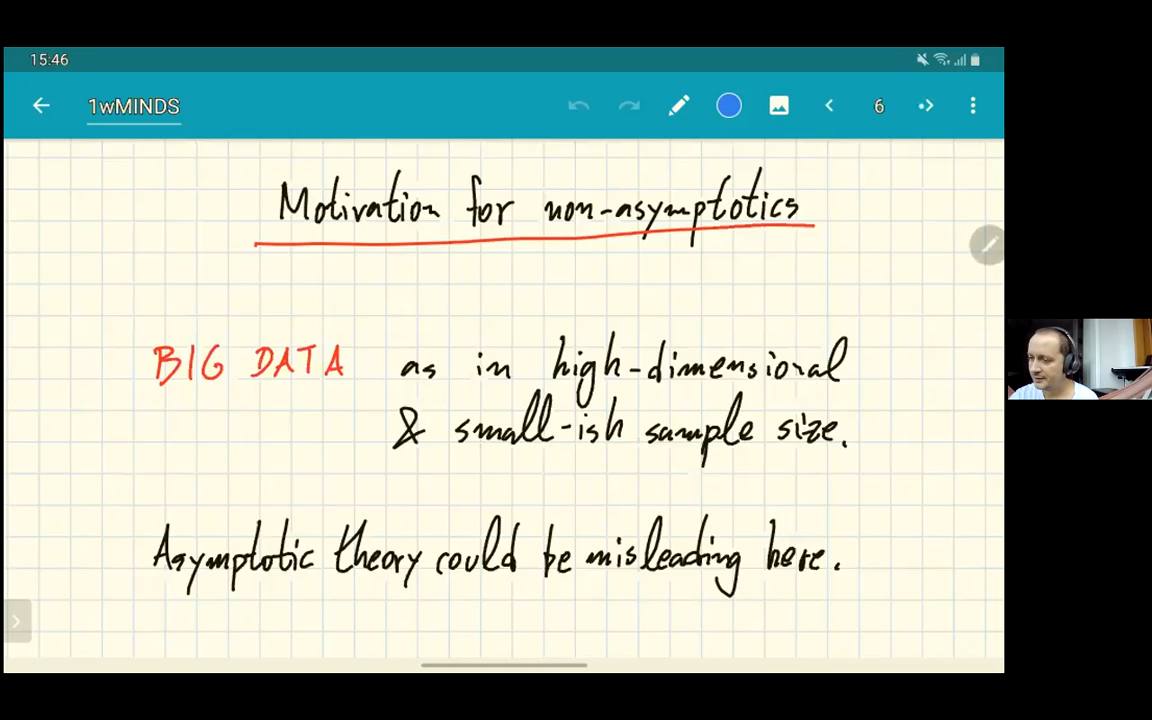 15:46
1wMINDS
6
Motivation for non-asymptotics
BIG DATA as in high-dimensional
& small-ish sample size.
Asymptotic theory could be misleading here.